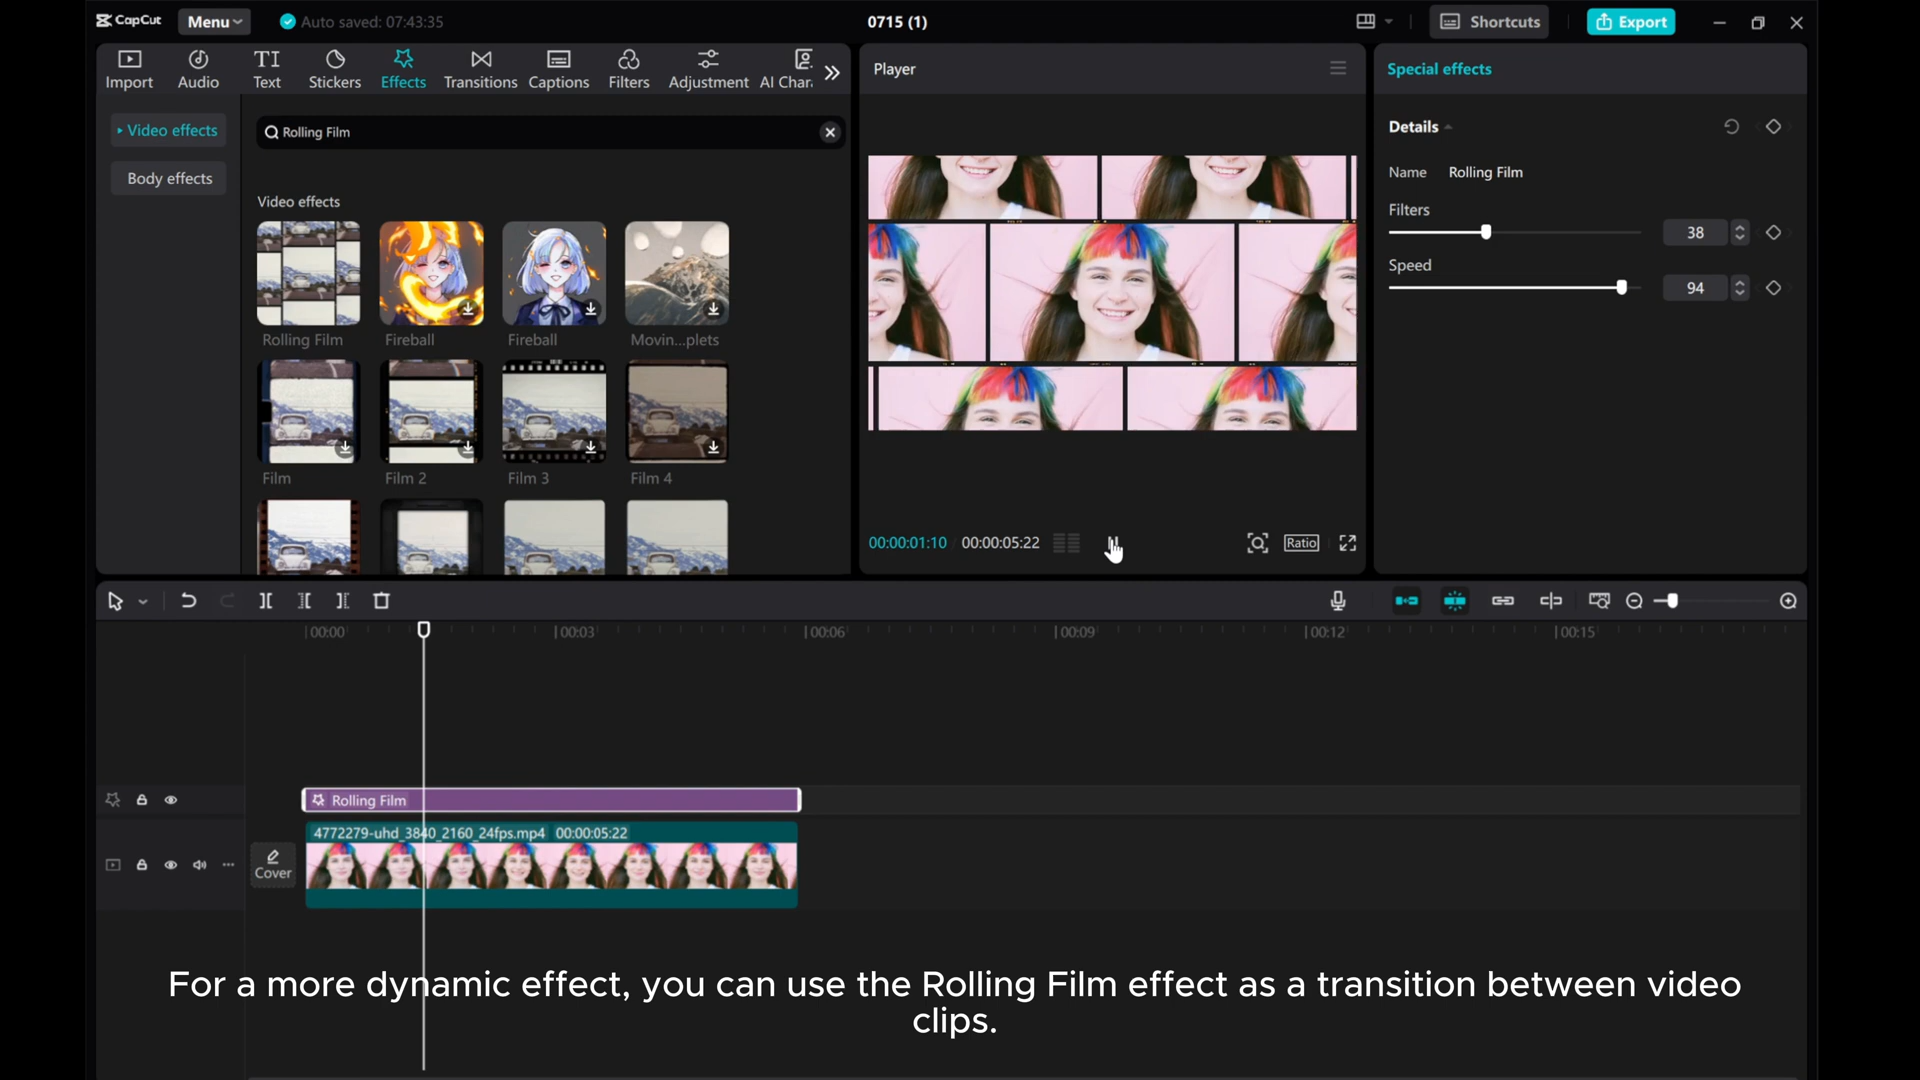 CapCut
Menu
Auto saved: 07:43:35
0715 (1)
Shortcuts
Export
Import
Audio
TI
Text
Stickers
Effects
Transitions
Captions
Filters
Adjustment
AI Char
Video effects
Body effects
Rolling Film
Video effects
Rolling Film
Fireball
Fireball
Movin...plets
Film
Film 2
Film 3
Film 4
Player
00:00:01:10
00:00:05:22
Ratio
Special effects
Details
Name Rolling Film
Filters
38
Speed
94
00:00
00:03
00:06
00:09
00:12
00:15
Rolling Film
4772279-uhd_3840_2160_24fps.mp4 00:00:05:22
Cover
For a more dynamic effect, you can use the Rolling Film effect as a transition between video
clips.